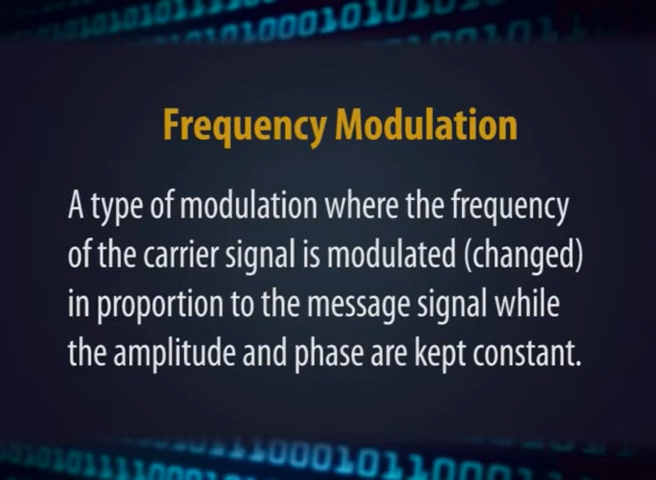 Frequency Modulation
A type of modulation where the frequency
of the carrier signal is modulated (changed)
in proportion to the message signal while
the amplitude and phase are kept constant.